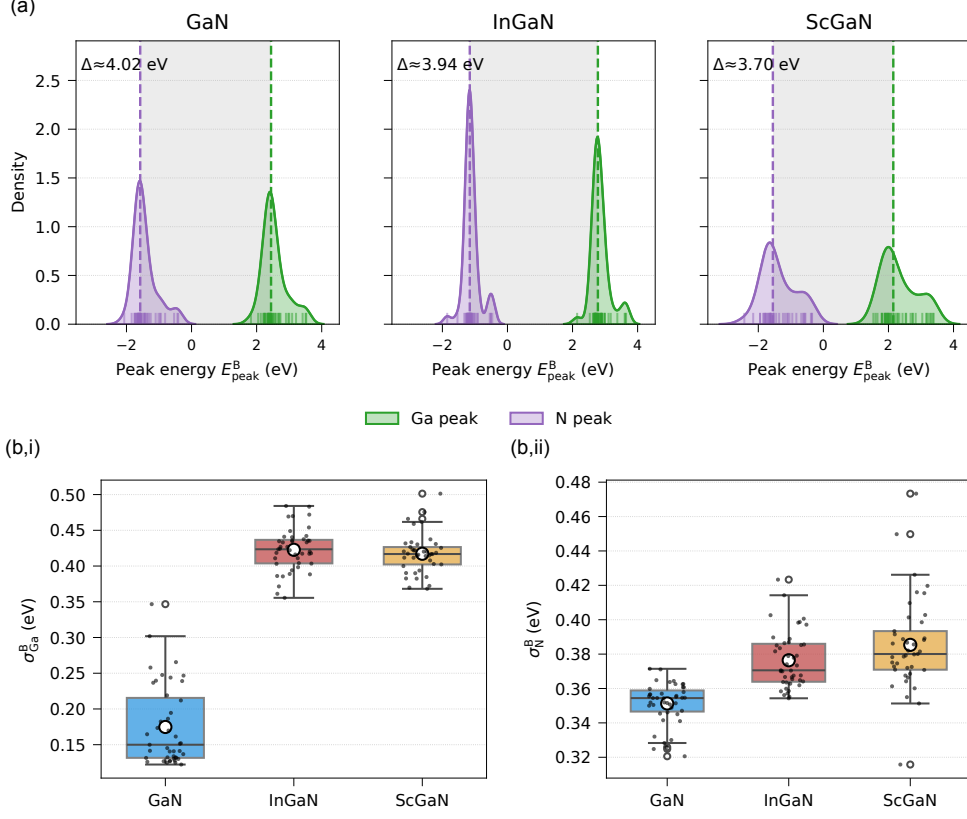 (a)
GaN
InGaN
ScGaN
Δ≈4.02 eV
Δ≈3.94 eV
Δ≈3.70 eV
Density
2.5
2.0
1.5
1.0
0.5
0.0
−2 0 2 4
−2 0 2 4
−2 0 2 4
Peak energy E^B_peak (eV)
Peak energy E^B_peak (eV)
Peak energy E^B_peak (eV)
Ga peak
N peak
(b,i)
(b,ii)
σ^B_Ga (eV)
0.50
0.45
0.40
0.35
0.30
0.25
0.20
0.15
GaN
InGaN
ScGaN
σ^B_N (eV)
0.48
0.46
0.44
0.42
0.40
0.38
0.36
0.34
0.32
GaN
InGaN
ScGaN